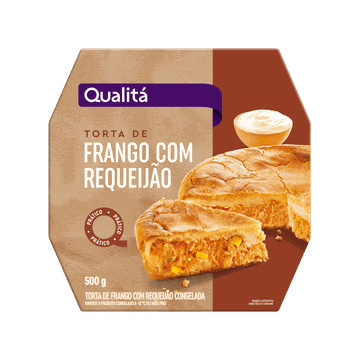 Qualitá
TORTA DE
FRANGO COM
REQUEIJÃO
PRÁTICO • PRÁTICO • PRÁTICO
500 g
TORTA DE FRANGO COM REQUEIJÃO CONGELADA